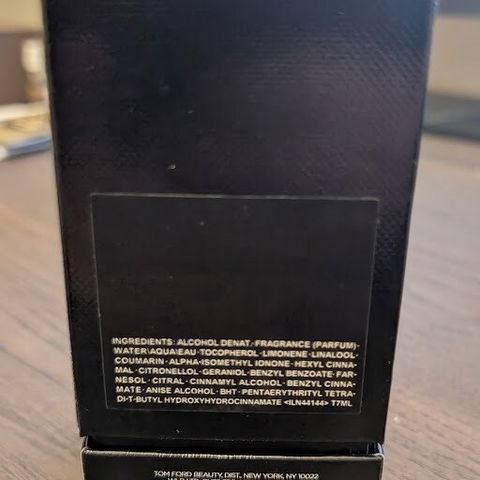 INGREDIENTS: ALCOHOL DENAT·FRAGRANCE (PARFUM)·
WATER\AQUA\EAU·TOCOPHEROL·LIMONENE·LINALOOL·
COUMARIN·ALPHA-ISOMETHYL IONONE·HEXYL CINNA-
MAL·CITRONELLOL·GERANIOL·BENZYL BENZOATE·FAR-
NESOL·CITRAL·CINNAMYL ALCOHOL·BENZYL CINNA-
MATE·ANISE ALCOHOL·BHT·PENTAERYTHRITYL TETRA-
DI-T-BUTYL HYDROXYHYDROCINNAMATE <ILN44144> T7ML
TOM FORD BEAUTY, DIST. NEW YORK, NY 10022